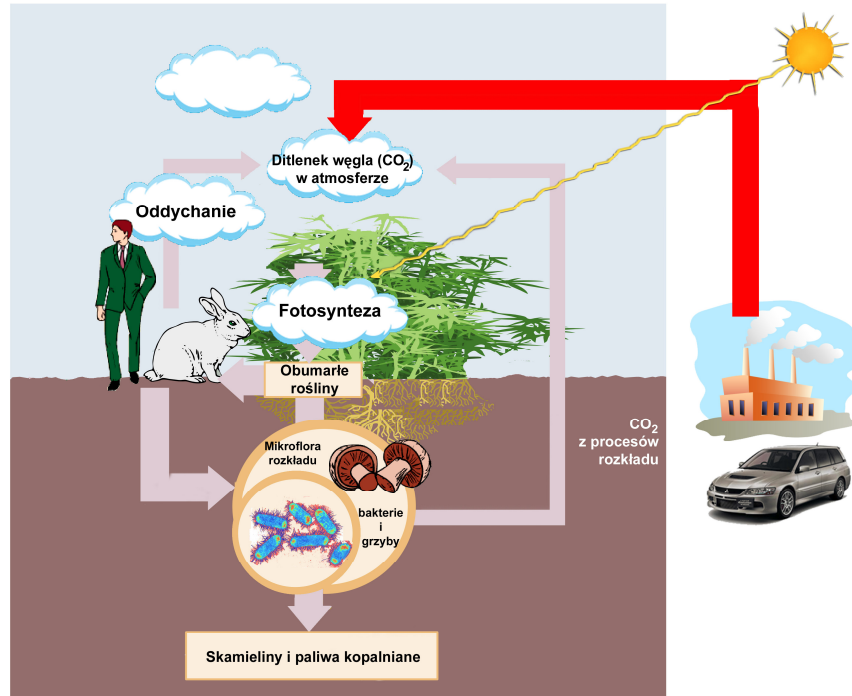 Ditlenek węgla (CO₂)
w atmosferze
Oddychanie
Fotosynteza
Obumarłe
rośliny
CO₂
z procesów
rozkładu
Mikroflora
rozkładu
bakterie
i
grzyby
Skamieliny i paliwa kopalniane